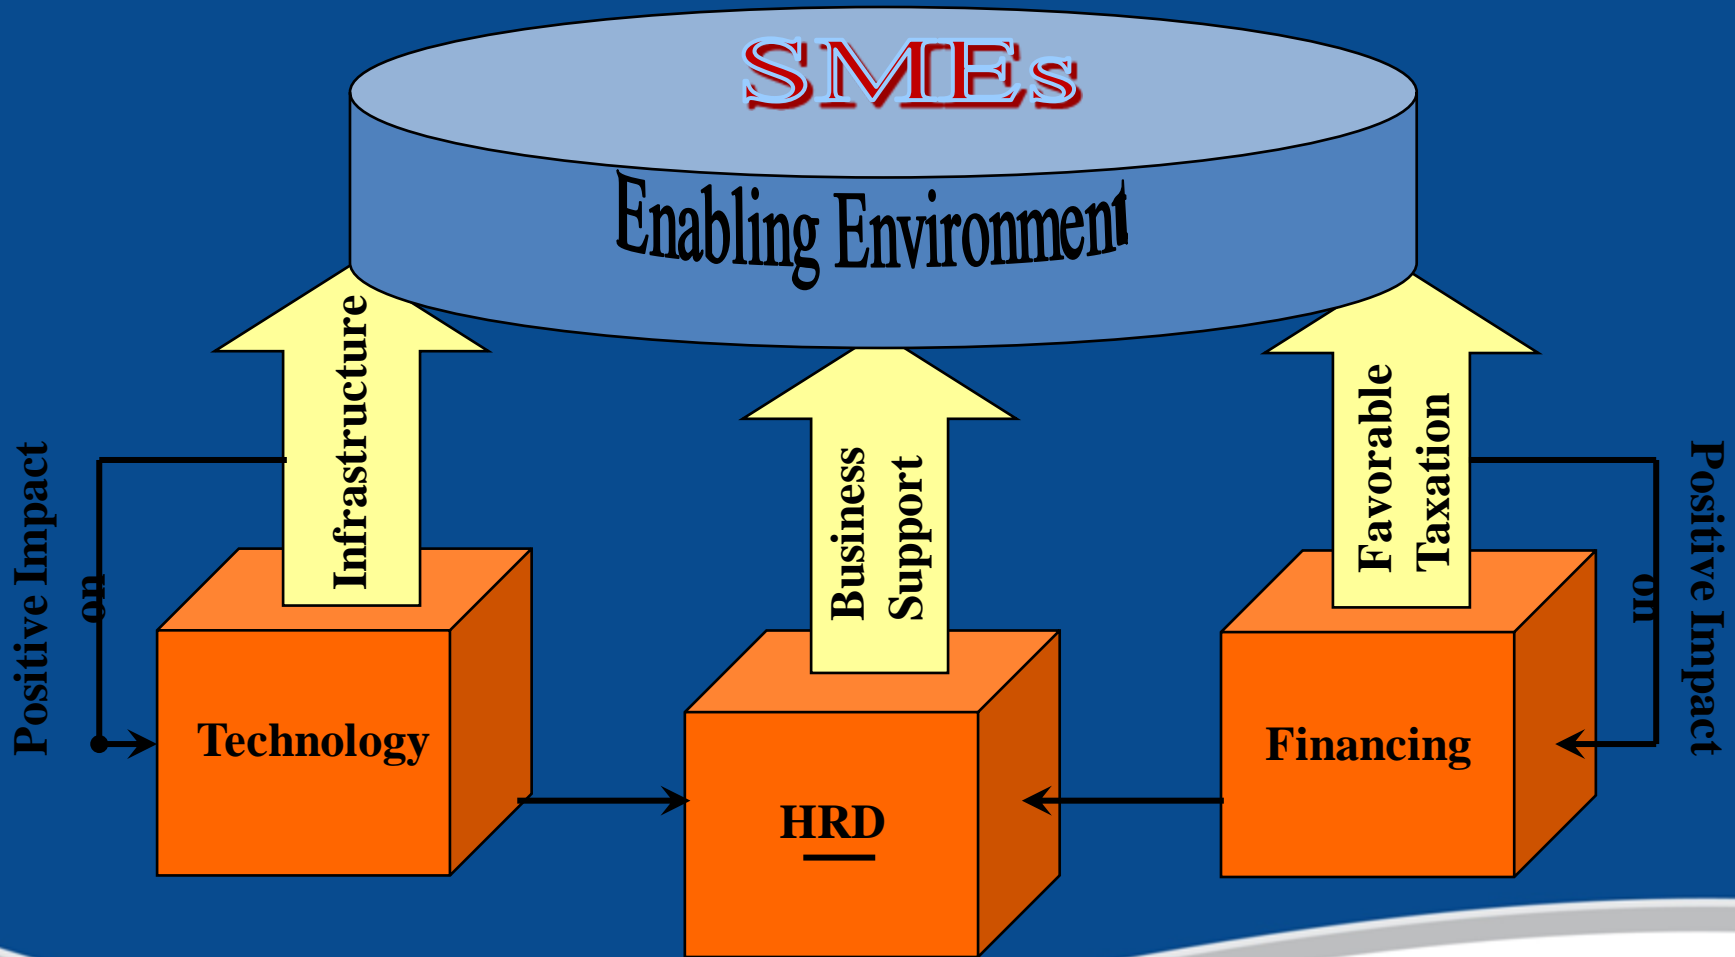 SMEs
Enabling Environment
Infrastructure
Business
Support
Favorable
Taxation
Positive Impact
on
Positive Impact
on
Technology
HRD
Financing